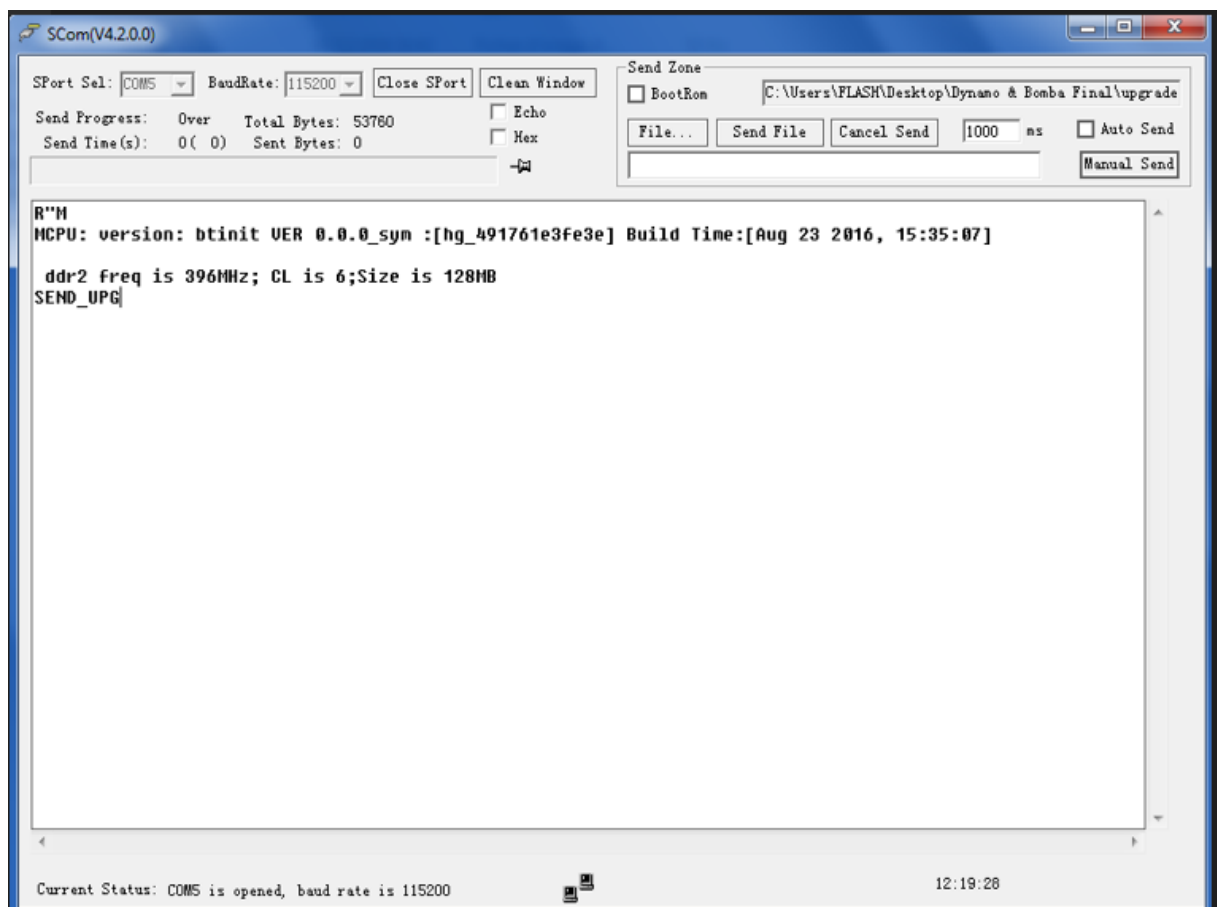 SCom(V4.2.0.0)
SPort Sel: COM5 BaudRate: 115200 Close SPort Clean Window
Send Progress: Over Total Bytes: 53760 Echo
Send Time(s): 0( 0) Sent Bytes: 0 Hex
Send Zone
BootRom C:\Users\FLASH\Desktop\Dynano & Bomba Final\upgrade
File... Send File Cancel Send 1000 ms Auto Send
Manual Send
R"M
MCPU: version: btinit VER 0.0.0_sym :[hg_491761e3fe3e] Build Time:[Aug 23 2016, 15:35:07]
ddr2 freq is 396MHz; CL is 6;Size is 128MB
SEND_UPG
Current Status: COM5 is opened, baud rate is 115200 12:19:28